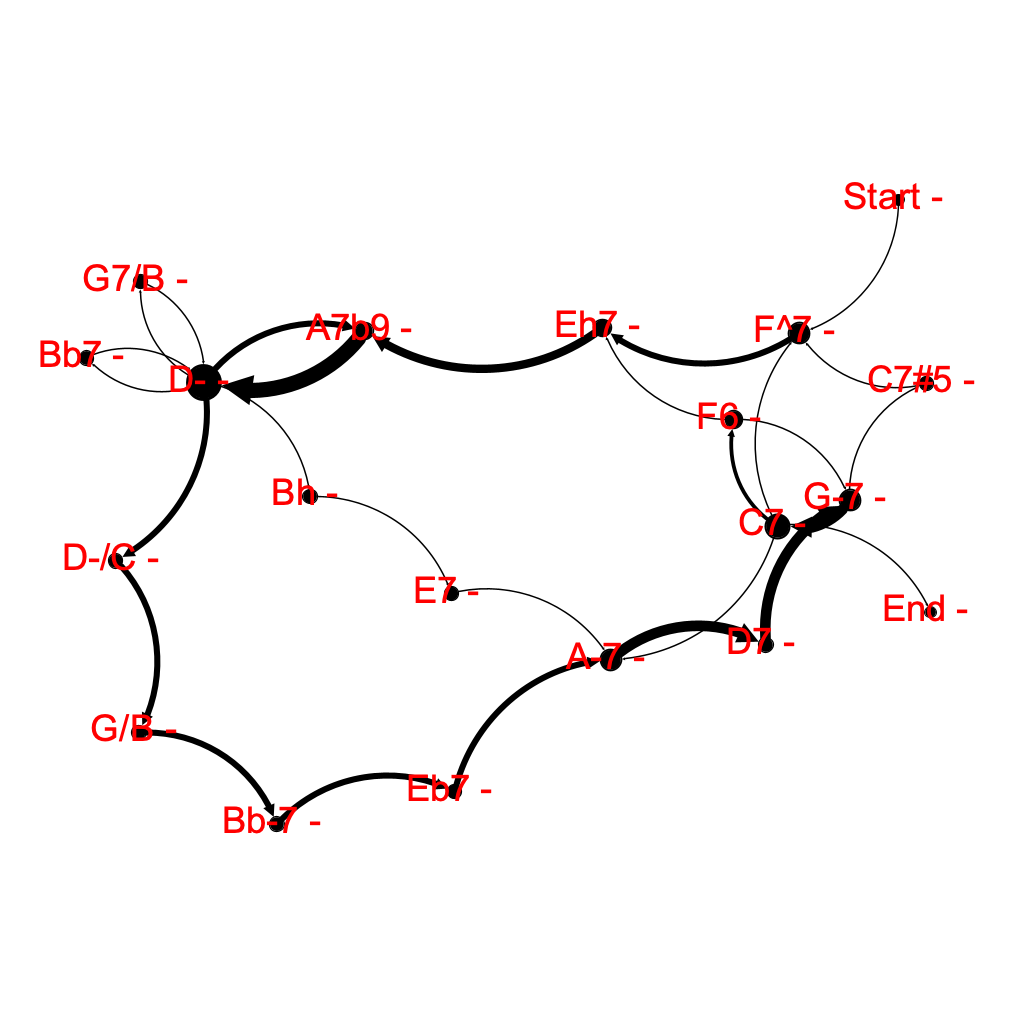 Start -
G7/B -
A7b9 -
Eh7 -
F^7 -
Bb7 -
D- -
C7#5 -
F6 -
Bh -
G-7 -
C7 -
D-/C -
E7 -
End -
A-7 -
D7 -
G/B -
Eb7 -
Bb-7 -